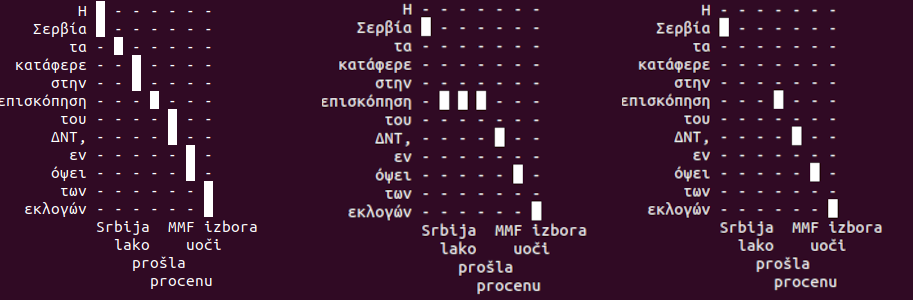 Η
Σερβία
τα
κατάφερε
στην
επισκόπηση
του
ΔΝΤ,
εν
όψει
των
εκλογών
Srbija MMF izbora
lako uoči
prošla
procenu
Η
Σερβία
τα
κατάφερε
στην
επισκόπηση
του
ΔΝΤ,
εν
όψει
των
εκλογών
Srbija MMF izbora
lako uoči
prošla
procenu
Η
Σερβία
τα
κατάφερε
στην
επισκόπηση
του
ΔΝΤ,
εν
όψει
των
εκλογών
Srbija MMF izbora
lako uoči
prošla
procenu